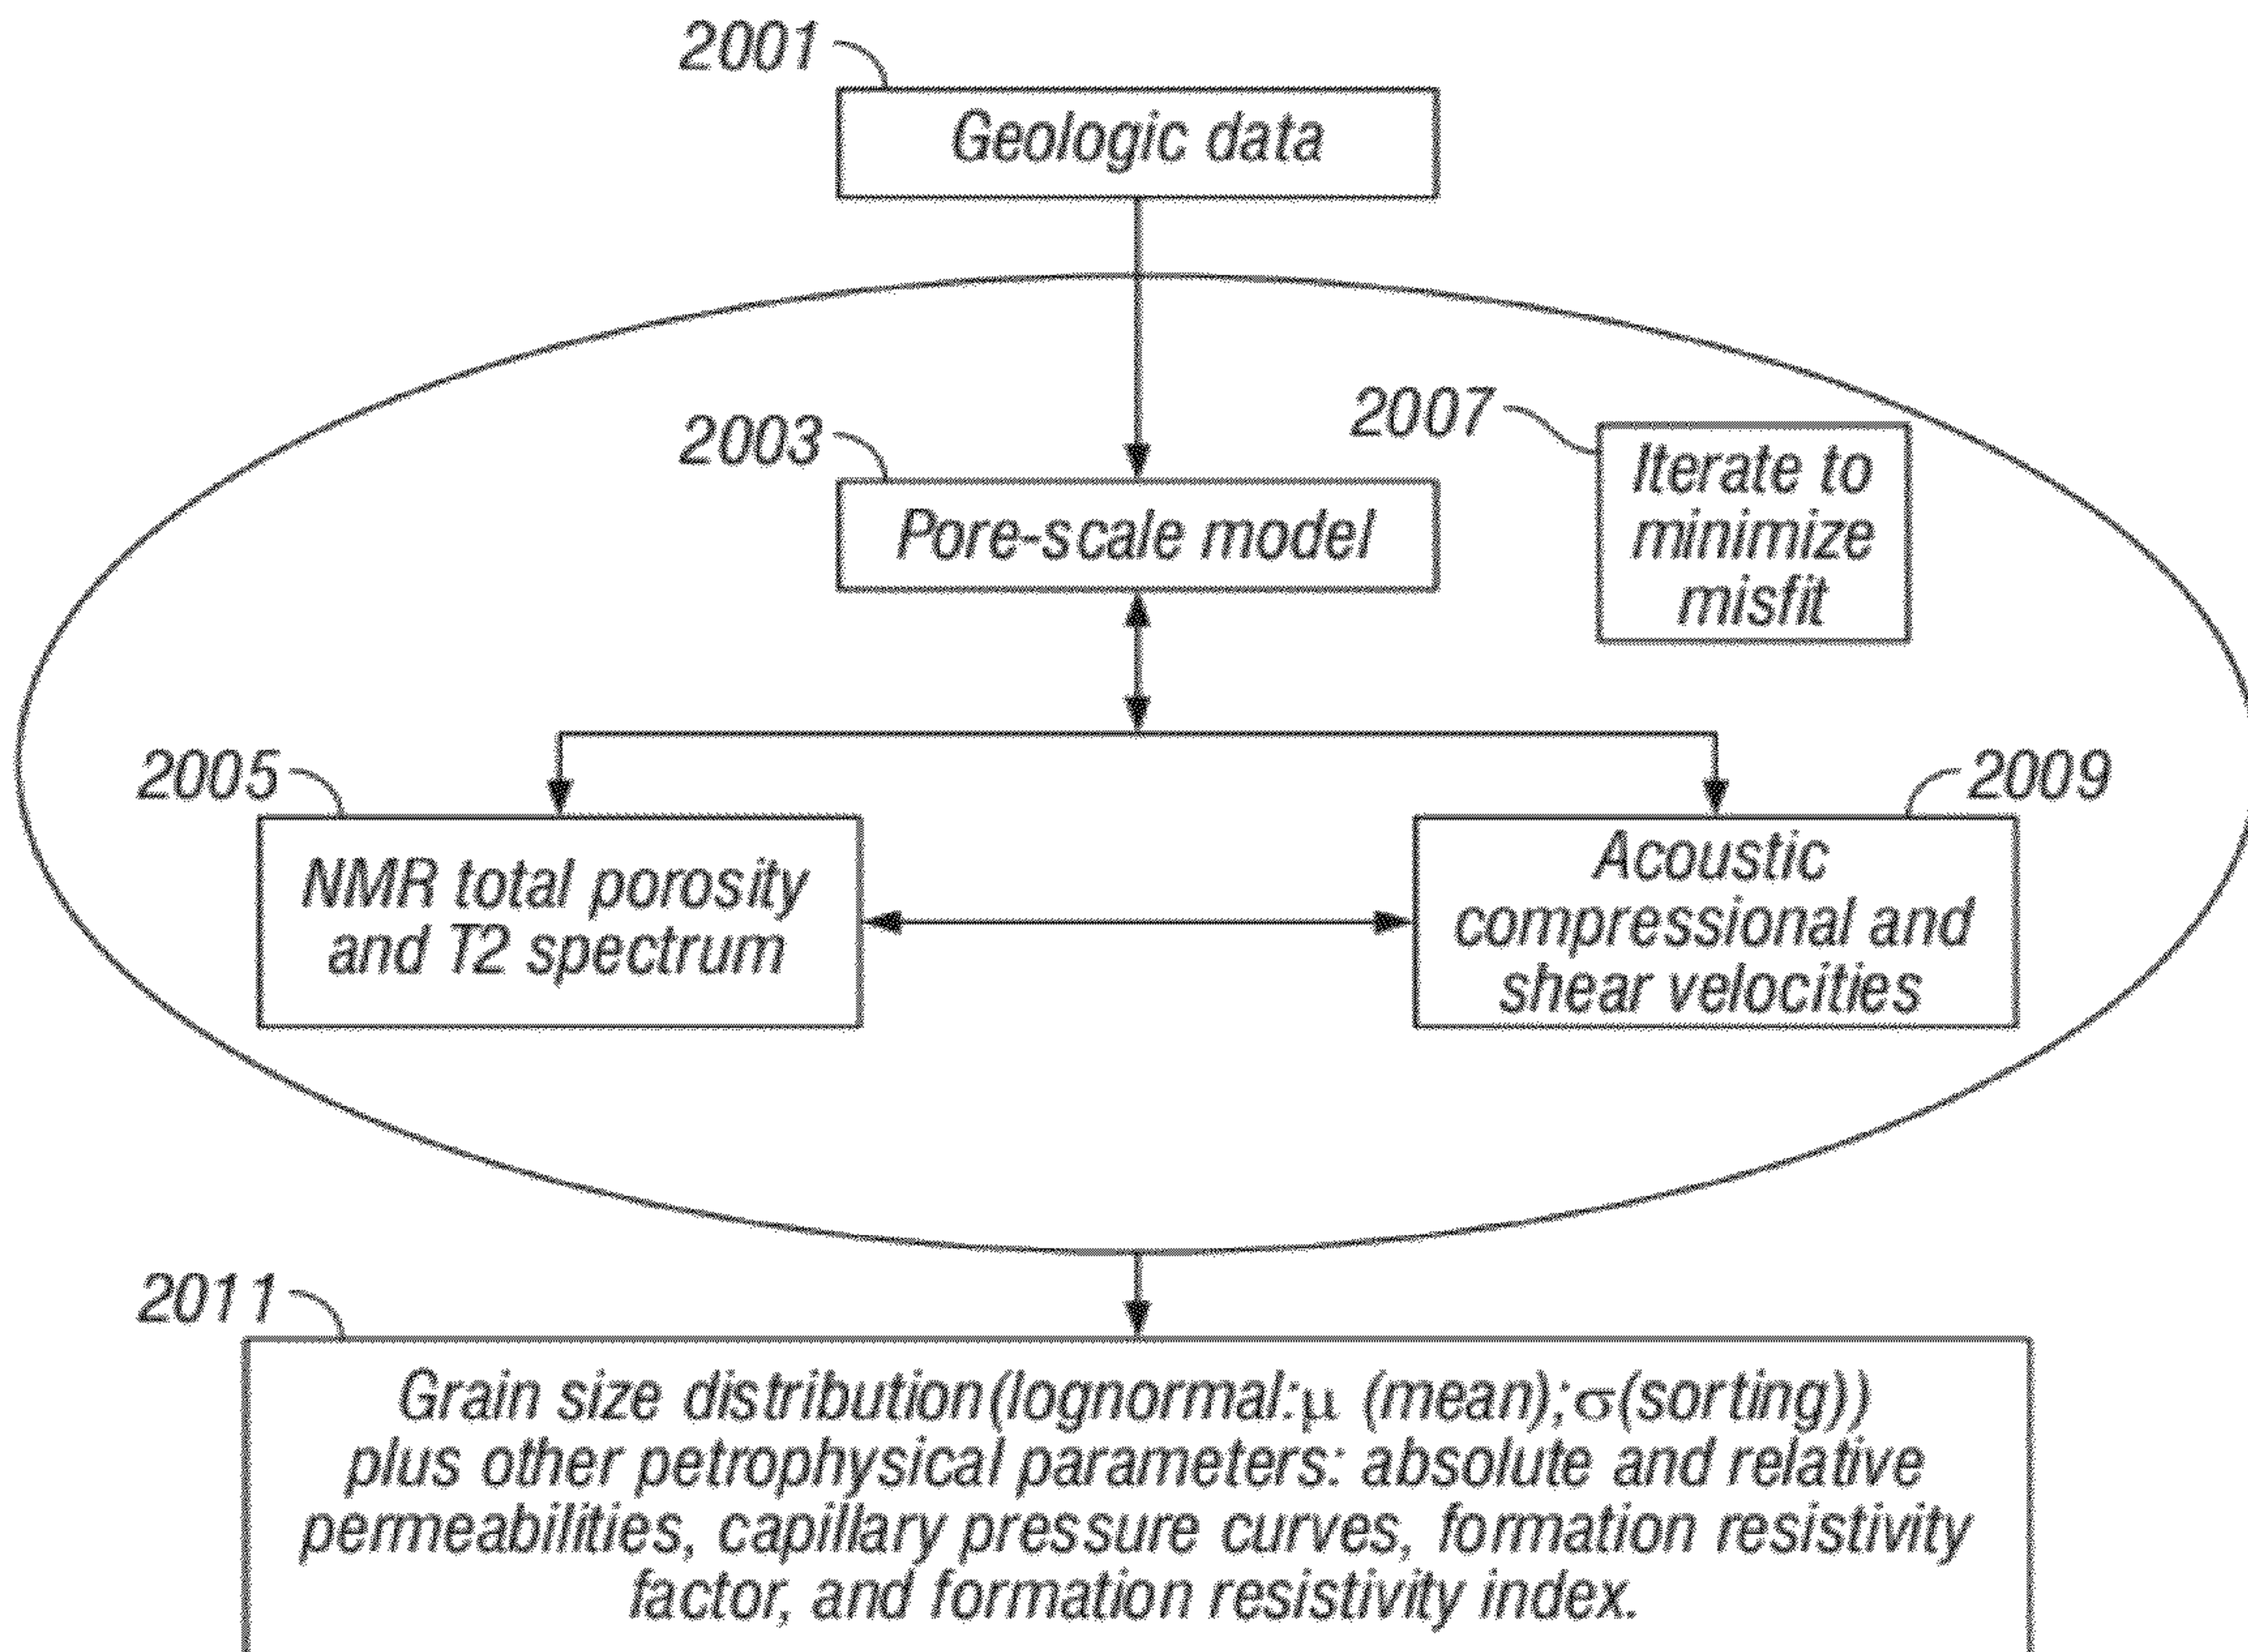 2001
Geologic data
2003
Pore-scale model
2007
Iterate to
minimize
misfit
2005
NMR total porosity
and T2 spectrum
2009
Acoustic
compressional and
shear velocities
2011
Grain size distribution(lognormal:μ (mean);σ(sorting))
plus other petrophysical parameters: absolute and relative
permeabilities, capillary pressure curves, formation resistivity
factor, and formation resistivity index.